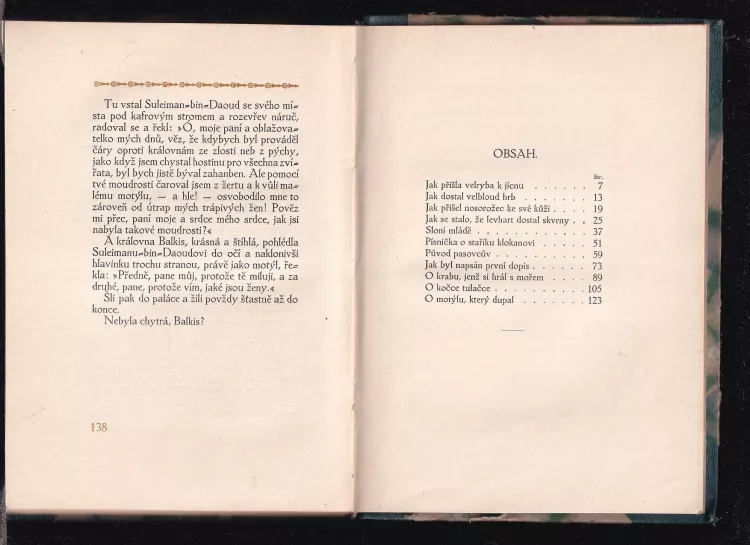 Tu vstal Suleiman=bin=Daoud se svého mí=
sta pod kafrovým stromem a rozevřev náruč,
radoval se a řekl: »Ó, moje paní a oblažova=
telko mých dnů, věz, že kdybych byl prováděl
čáry oproti královnám ze zlosti neb z pýchy,
jako když jsem chystal hostinu pro všechna zví=
řata, byl bych jistě býval zahanben. Ale pomocí
tvé moudrosti čaroval jsem z žertu a k vůli ma=
lému motýlu, — a hle! — osvobodilo mne to
zároveň od útrap mých trápivých žen! Pověz
mi přec, paní moje a srdce mého srdce, jak jsi
nabyla takové moudrosti?«
A královna Balkis, krásná a štíhlá, pohlédla
Suleimanu=bin=Daoudovi do očí a naklonivši
hlavinku trochu stranou, právě jako motýl, ře=
kla: »Předně, pane můj, protože tě miluji, a za
druhé, pane, protože vím, jaké jsou ženy.«
Šli pak do paláce a žili povždy šťastně až do
konce.
Nebyla chytrá, Balkis?
138
OBSAH.
Str.
Jak přišla velryba k jícnu . . . . . . 7
Jak dostal velbloud hrb . . . . . . . 13
Jak přišel nosorožec ke své kůži . . . . 19
Jak se stalo, že levhart dostal skvrny . . 25
Sloní mládě . . . . . . . . . . . 37
Písnička o staříku klokanovi . . . . . 51
Původ pasovců . . . . . . . . . . 59
Jak byl napsán první dopis . . . . . . 73
O krabu, jenž si hrál s mořem . . . . . 89
O kočce tulačce . . . . . . . . . . 105
O motýlu, který dupal . . . . . . . 123